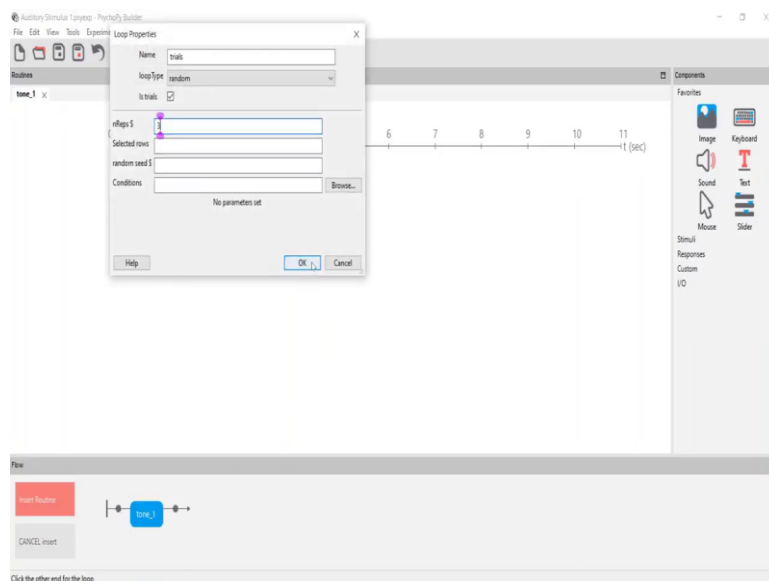 Auditory Stimulus 1.psyexp - PsychoPy Builder
File Edit View Tools Experime
Loop Properties
Name trials
loopType random
Is trials
nReps $ 3
Selected rows
random seed $
Conditions Browse...
No parameters set
Help OK Cancel
Routines
tone_1 x
6 7 8 9 10 11
t (sec)
Components
Favorites
Image Keyboard
Sound Text
Mouse Slider
Stimuli
Responses
Custom
I/O
Flow
Insert Routine
tone_1
CANCEL insert
Click the other end for the loop